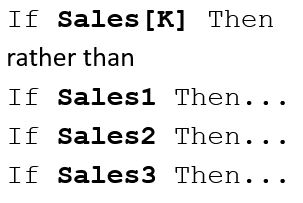 If Sales[K] Then
rather than
If Sales1 Then...
If Sales2 Then...
If Sales3 Then...